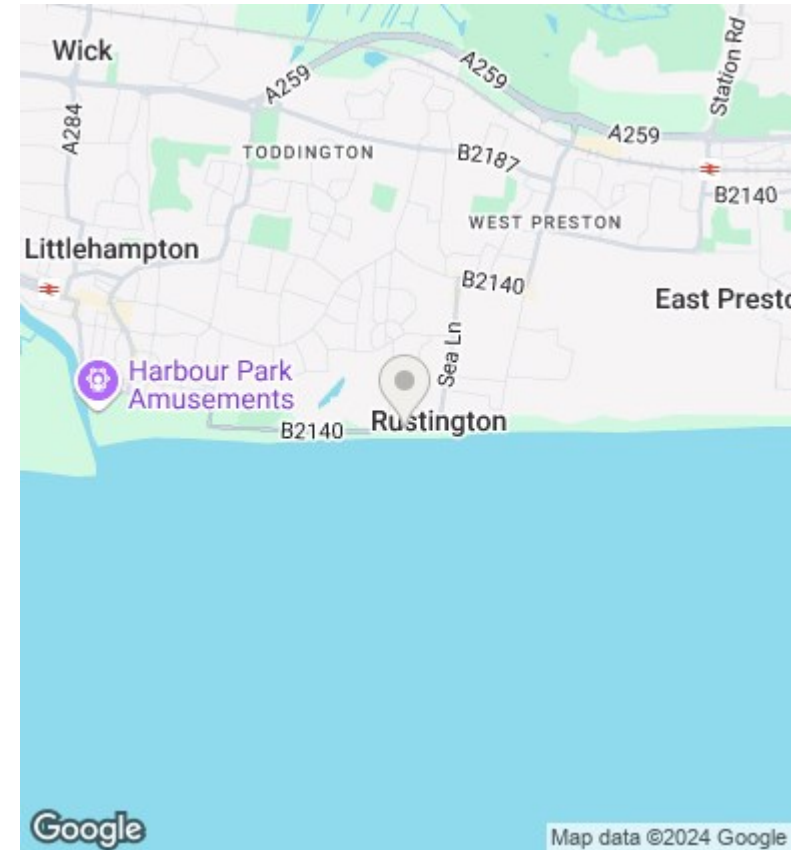 Wick
A259
A259
Station Rd
A284
A259
TODDINGTON
B2187
B2140
WEST PRESTON
Littlehampton
B2140
East Presto
Sea Ln
Harbour Park
Amusements
Rustington
B2140
Google
Map data ©2024 Google